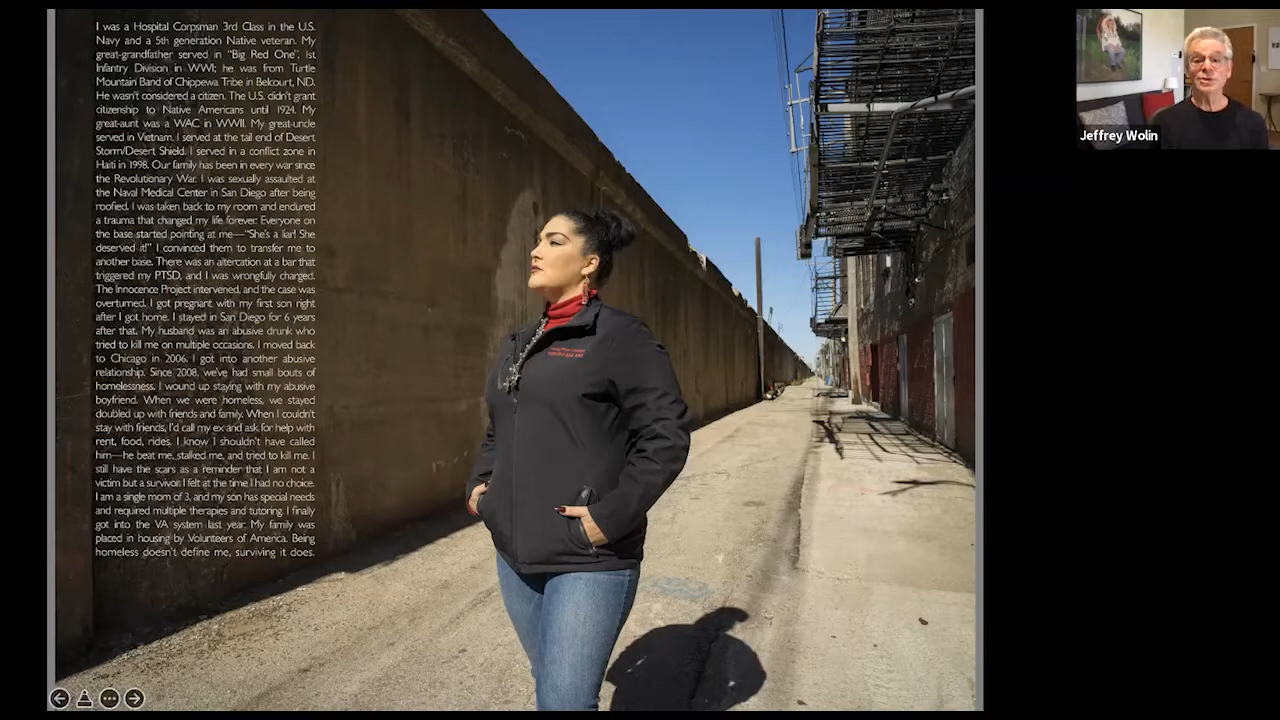 I was a Hospital Corpsman 3rd Class in the U.S.
Navy and a 5th generation Native veteran. My
great-grandfather served in "Big Red One", 1st
Infantry Division in WWI; he was from Turtle
Mountain Band of Chippewa Tribe in Belcourt, ND.
He wasn't considered a citizen. The U.S. didn't grant
citizenship to Native Americans until 1924. My
great-aunt was a WAC in WWII. My great-uncle
served in Vietnam. I served at the tail end of Desert
Storm/Desert Shield. I served in a conflict zone in
Haiti in 1998. Our family has been in every war since
the Revolutionary War. I was sexually assaulted at
the Naval Medical Center in San Diego after being
roofied. I was taken back to my room and endured
a trauma that changed my life forever. Everyone on
the base started pointing at me—"She's a liar! She
deserved it!" I convinced them to transfer me to
another base. There was an altercation at a bar that
triggered my PTSD, and I was wrongfully charged.
The Innocence Project intervened, and the case was
overturned. I got pregnant with my first son right
after I got home. I stayed in San Diego for 6 years
after that. My husband was an abusive drunk who
tried to kill me on multiple occasions. I moved back
to Chicago in 2006. I got into another abusive
relationship. Since 2008, we've had small bouts of
homelessness. I wound up staying with my abusive
boyfriend. When we were homeless, we stayed
doubled up with friends and family. When I couldn't
stay with friends, I'd call my ex and ask for help with
rent, food, rides. I know I shouldn't have called
him—he beat me, stalked me, and tried to kill me. I
still have the scars as a reminder that I am not a
victim but a survivor. I felt at the time I had no choice.
I am a single mom of 3, and my son has special needs
and required multiple therapies and tutoring. I finally
got into the VA system last year. My family was
placed in housing by Volunteers of America. Being
homeless doesn't define me, surviving it does.
Jeffrey Wolin